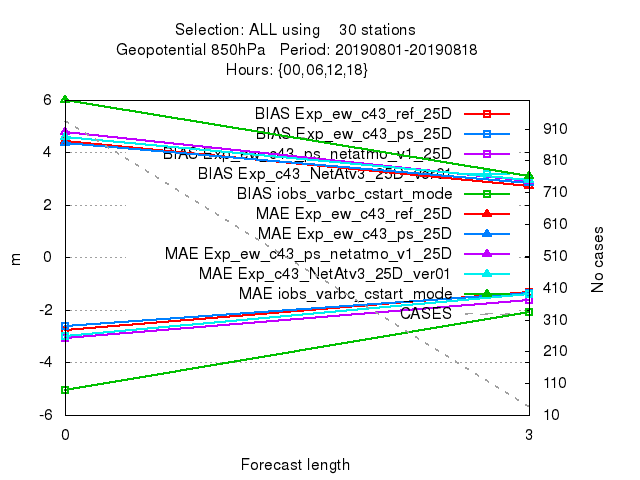 Selection: ALL using 30 stations
Geopotential 850hPa Period: 20190801-20190818
Hours: {00,06,12,18}
BIAS Exp_ew_c43_ref_25D
BIAS Exp_ew_c43_ps_25D
BIAS Exp_ew_c43_ps_netatmo_v1_25D
BIAS Exp_c43_NetAtv3_25D_ver01
BIAS iobs_varbc_cstart_mode
MAE Exp_ew_c43_ref_25D
MAE Exp_ew_c43_ps_25D
MAE Exp_ew_c43_ps_netatmo_v1_25D
MAE Exp_c43_NetAtv3_25D_ver01
MAE iobs_varbc_cstart_mode
CASES
6
4
2
0
-2
-4
-6
m
910
810
710
610
510
410
310
210
110
10
No cases
0
3
Forecast length